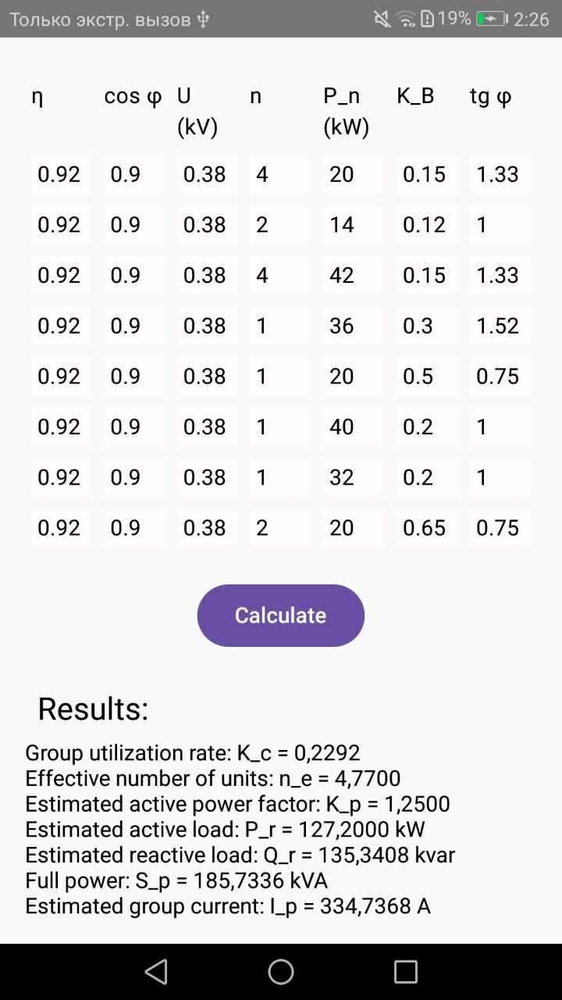 Только экстр. вызов 19% 2:26
η cos φ U (kV) n P_n (kW) K_B tg φ
0.92 0.9 0.38 4 20 0.15 1.33
0.92 0.9 0.38 2 14 0.12 1
0.92 0.9 0.38 4 42 0.15 1.33
0.92 0.9 0.38 1 36 0.3 1.52
0.92 0.9 0.38 1 20 0.5 0.75
0.92 0.9 0.38 1 40 0.2 1
0.92 0.9 0.38 1 32 0.2 1
0.92 0.9 0.38 2 20 0.65 0.75
Calculate
Results:
Group utilization rate: K_c = 0,2292
Effective number of units: n_e = 4,7700
Estimated active power factor: K_p = 1,2500
Estimated active load: P_r = 127,2000 kW
Estimated reactive load: Q_r = 135,3408 kvar
Full power: S_p = 185,7336 kVA
Estimated group current: I_p = 334,7368 A